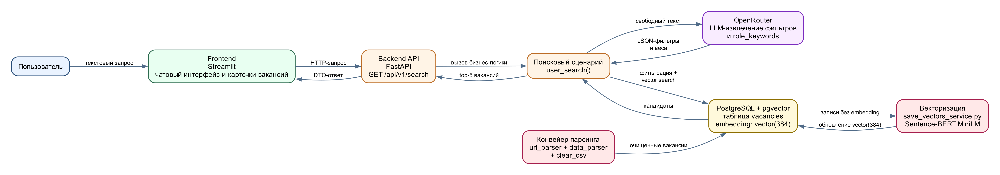 Пользователь
текстовый запрос
Frontend
Streamlit
чатовый интерфейс и карточки вакансий
HTTP-запрос
DTO-ответ
Backend API
FastAPI
GET /api/v1/search
вызов бизнес-логики
top-5 вакансий
Поисковый сценарий
user_search()
свободный текст
JSON-фильтры
и веса
OpenRouter
LLM-извлечение фильтров
и role_keywords
фильтрация +
vector search
кандидаты
PostgreSQL + pgvector
таблица vacancies
embedding: vector(384)
записи без embedding
обновление vector(384)
Векторизация
save_vectors_service.py
Sentence-BERT MiniLM
Конвейер парсинга
url_parser + data_parser
+ clear_csv
очищенные вакансии